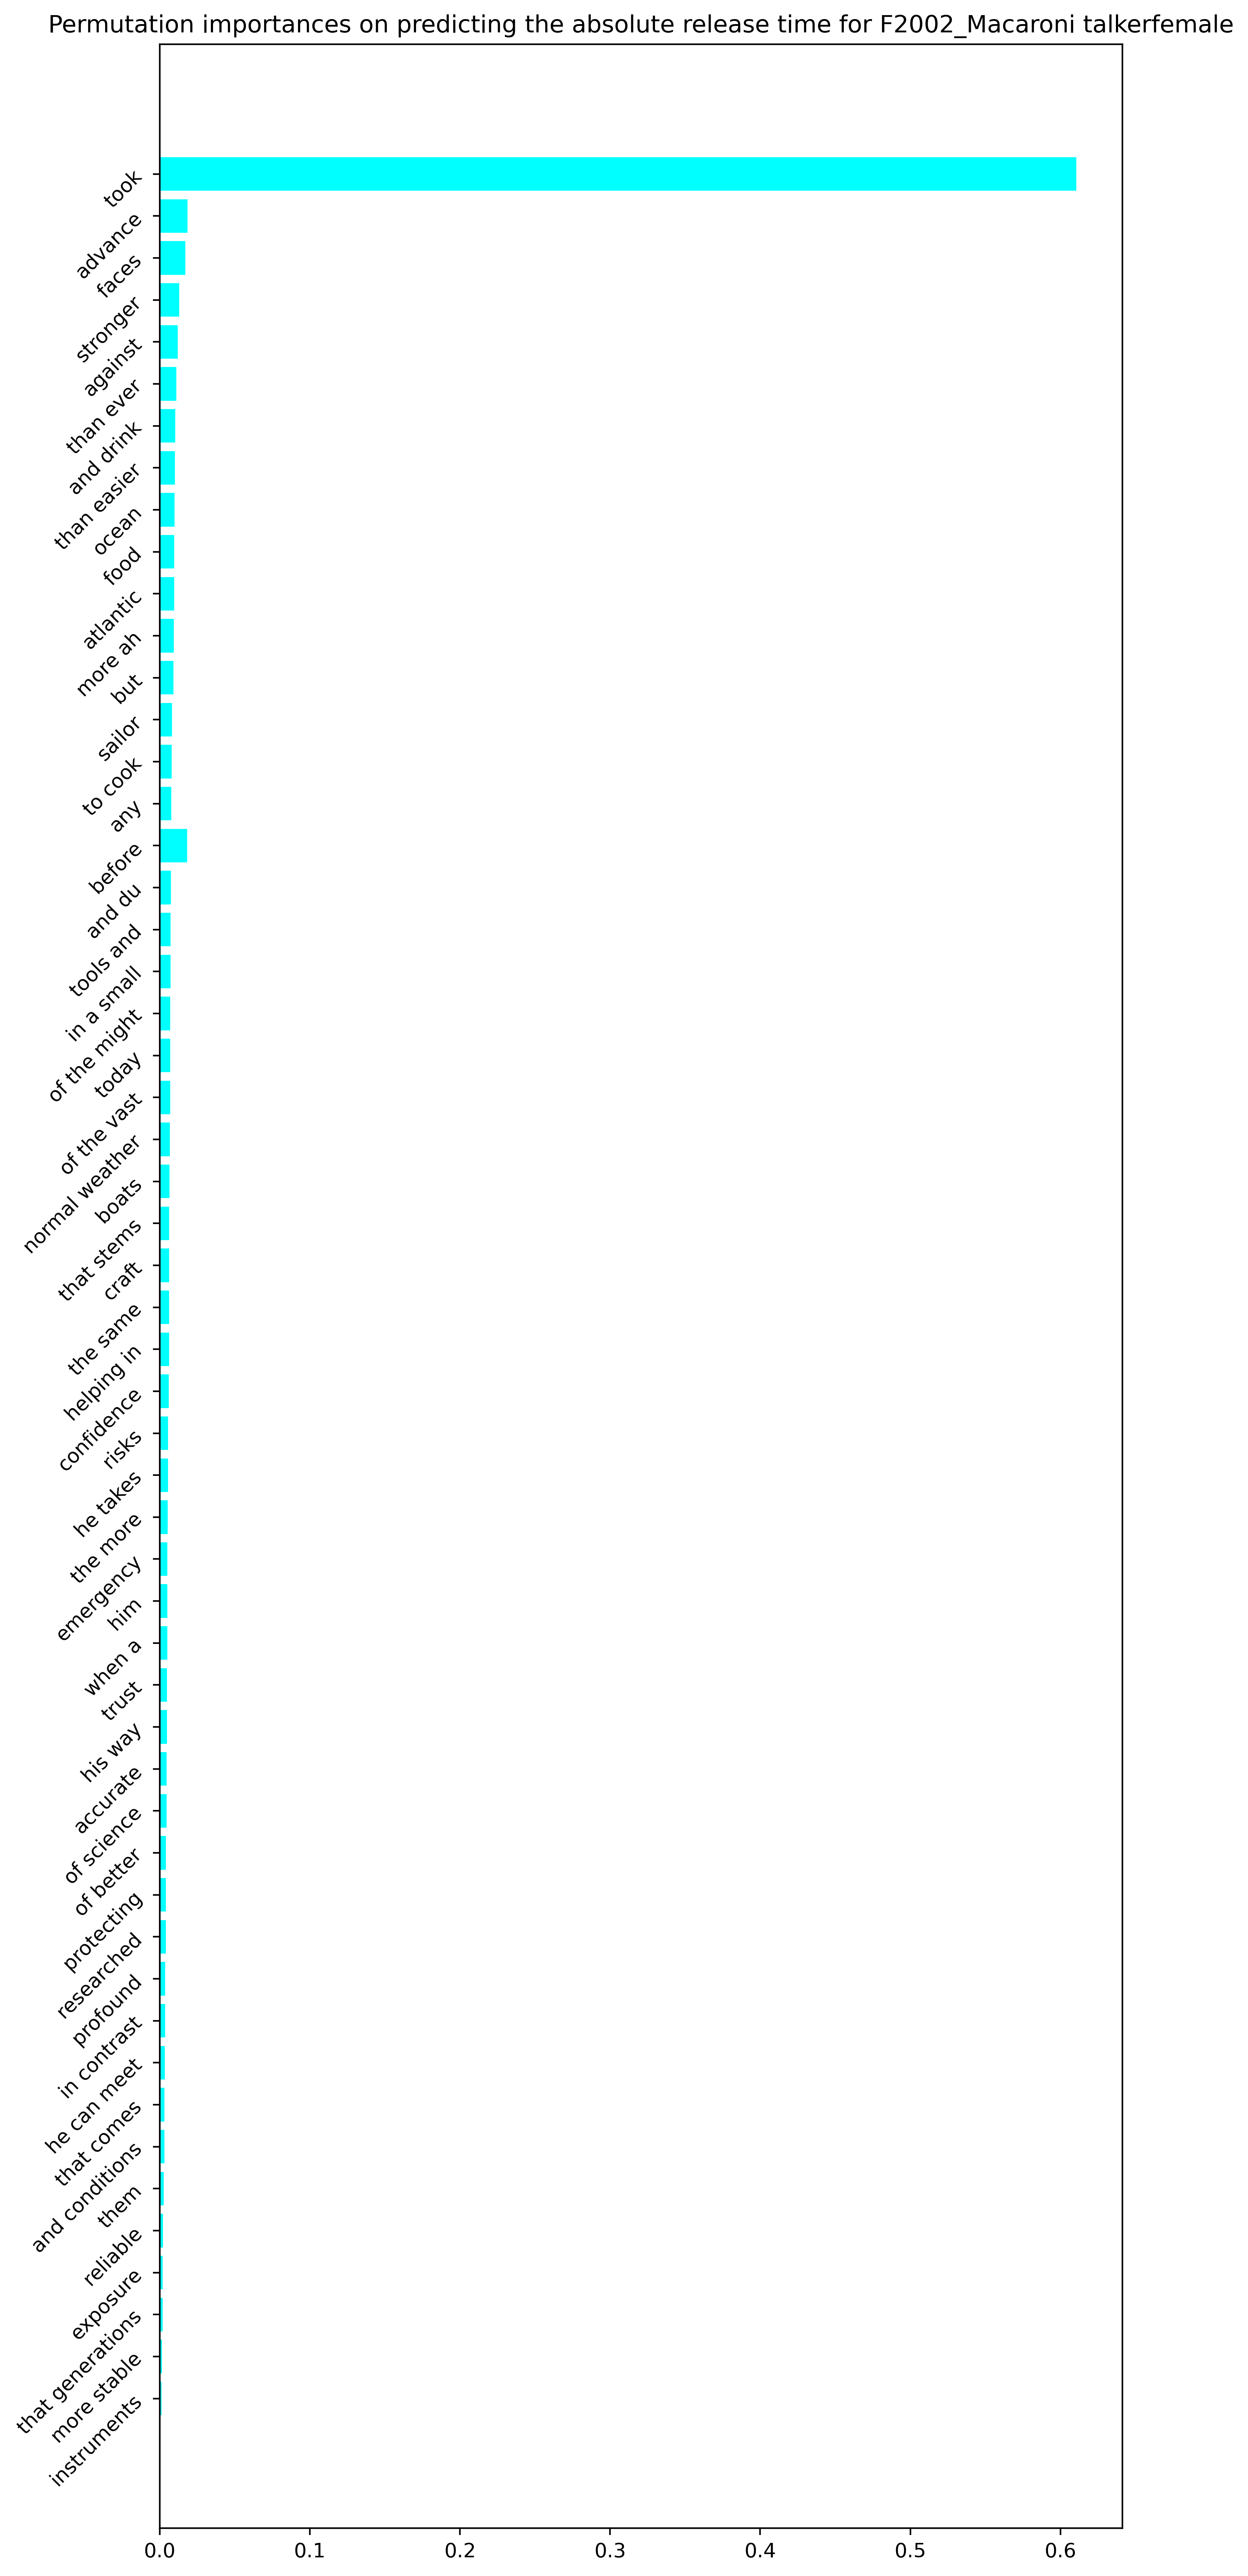 Permutation importances on predicting the absolute release time for F2002_Macaroni talkerfemale
took
advance
faces
stronger
against
than ever
and drink
than easier
ocean
food
atlantic
more ah
but
sailor
to cook
any
before
and du
tools and
in a small
of the might
today
of the vast
normal weather
boats
that stems
craft
the same
helping in
confidence
risks
he takes
the more
emergency
him
when a
trust
his way
accurate
of science
of better
protecting
researched
profound
in contrast
he can meet
that comes
and conditions
them
reliable
exposure
that generations
more stable
instruments
0.0 0.1 0.2 0.3 0.4 0.5 0.6